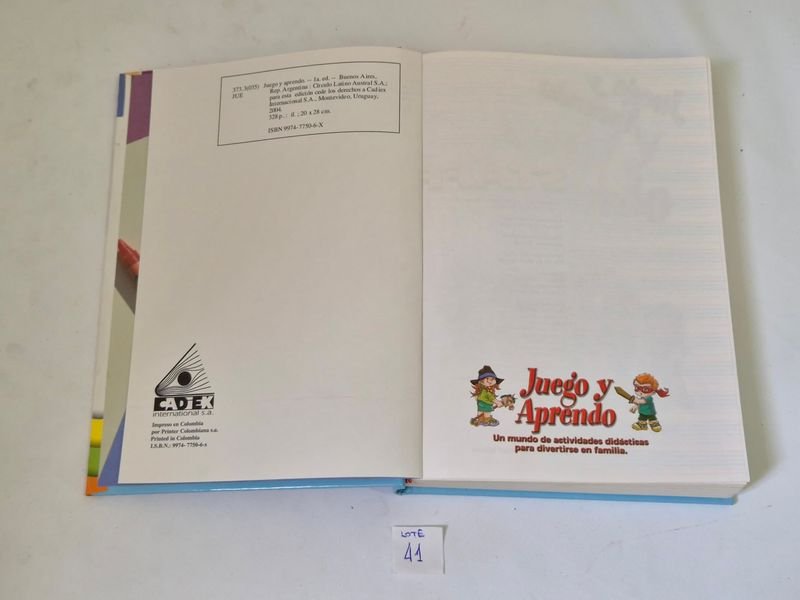 373.3(035) Juego y aprendo. -- 1a. ed. -- Buenos Aires,
JUE Rep. Argentina : Círculo Latino Austral S.A.;
para esta edición cede los derechos a Cadiex
Internacional S.A., Montevideo, Uruguay,
2004.
328 p. : il. ; 20 x 28 cm.
ISBN 9974-7750-6-X
CADIEX
international s.a.
Impreso en Colombia
por Printer Colombiana s.a.
Printed in Colombia
I.S.B.N.: 9974- 7750-6-x
Juego y
Aprendo
Un mundo de actividades didácticas
para divertirse en familia.
LOTE
41